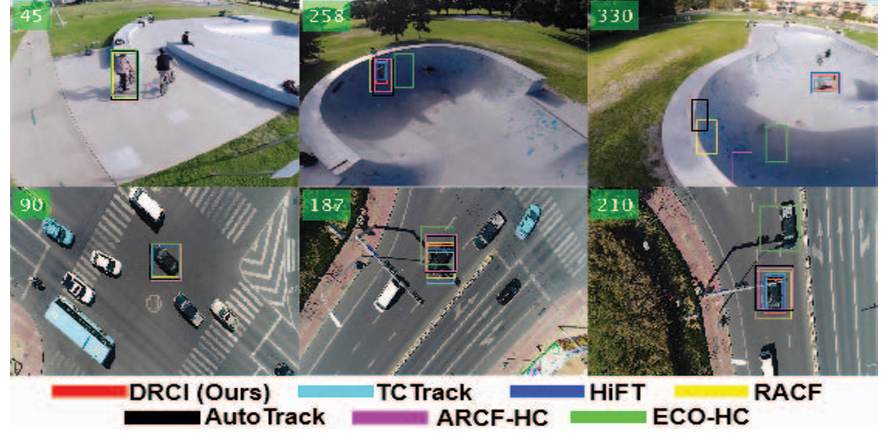 45 258 330
90 187 210
DRCI (Ours) TCTrack HiFT RACF
AutoTrack ARCF-HC ECO-HC